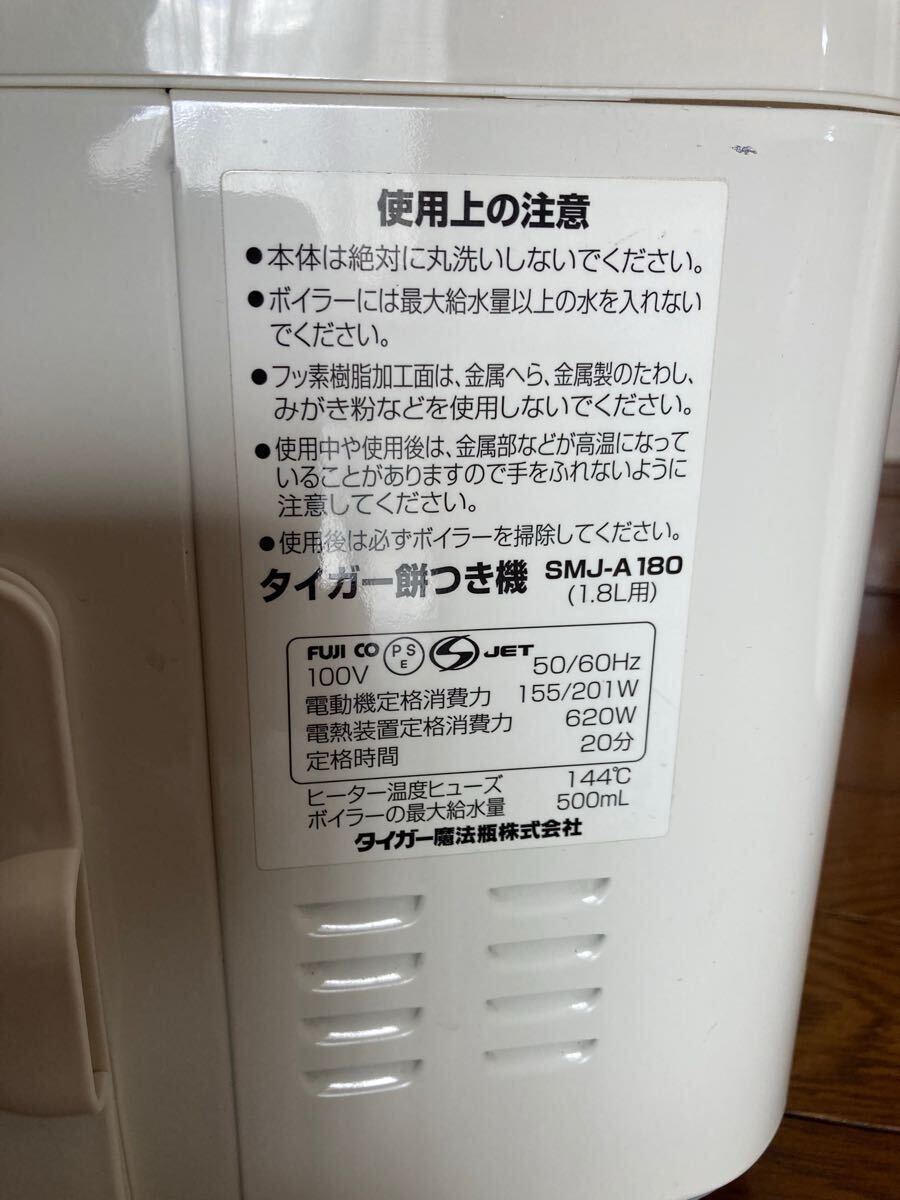 使用上の注意
●本体は絶対に丸洗いしないでください。
●ボイラーには最大給水量以上の水を入れない
でください。
●フッ素樹脂加工面は、金属へら、金属製のたわし、
みがき粉などを使用しないでください。
●使用中や使用後は、金属部などが高温になって
いることがありますので手をふれないように
注意してください。
●使用後は必ずボイラーを掃除してください。
タイガー餅つき機 SMJ-A180
(1.8L用)
FUJI CO PSE JET
100V 50/60Hz
電動機定格消費力 155/201W
電熱装置定格消費力 620W
定格時間 20分
ヒーター温度ヒューズ 144℃
ボイラーの最大給水量 500mL
タイガー魔法瓶株式会社